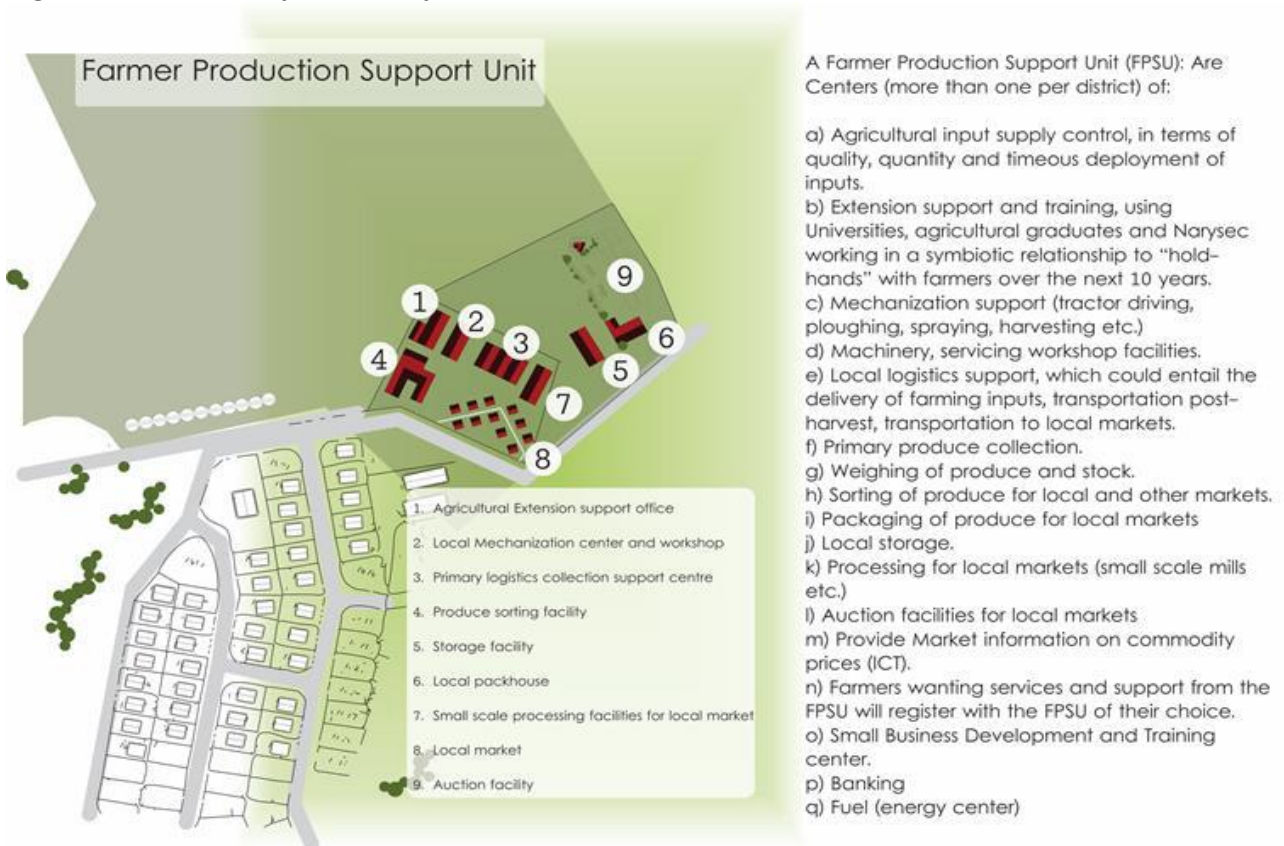 Farmer Production Support Unit
1
2
3
4
5
6
7
8
9
1. Agricultural Extension support office
2. Local Mechanization center and workshop
3. Primary logistics collection support centre
4. Produce sorting facility
5. Storage facility
6. Local packhouse
7. Small scale processing facilities for local market
8. Local market
9. Auction facility
A Farmer Production Support Unit (FPSU): Are
Centers (more than one per district) of:
a) Agricultural input supply control, in terms of
quality, quantity and timeous deployment of
inputs.
b) Extension support and training, using
Universities, agricultural graduates and Narysec
working in a symbiotic relationship to “hold-
hands” with farmers over the next 10 years.
c) Mechanization support (tractor driving,
ploughing, spraying, harvesting etc.)
d) Machinery, servicing workshop facilities.
e) Local logistics support, which could entail the
delivery of farming inputs, transportation post-
harvest, transportation to local markets.
f) Primary produce collection.
g) Weighing of produce and stock.
h) Sorting of produce for local and other markets.
i) Packaging of produce for local markets
j) Local storage.
k) Processing for local markets (small scale mills
etc.)
l) Auction facilities for local markets
m) Provide Market information on commodity
prices (ICT).
n) Farmers wanting services and support from the
FPSU will register with the FPSU of their choice.
o) Small Business Development and Training
center.
p) Banking
q) Fuel (energy center)